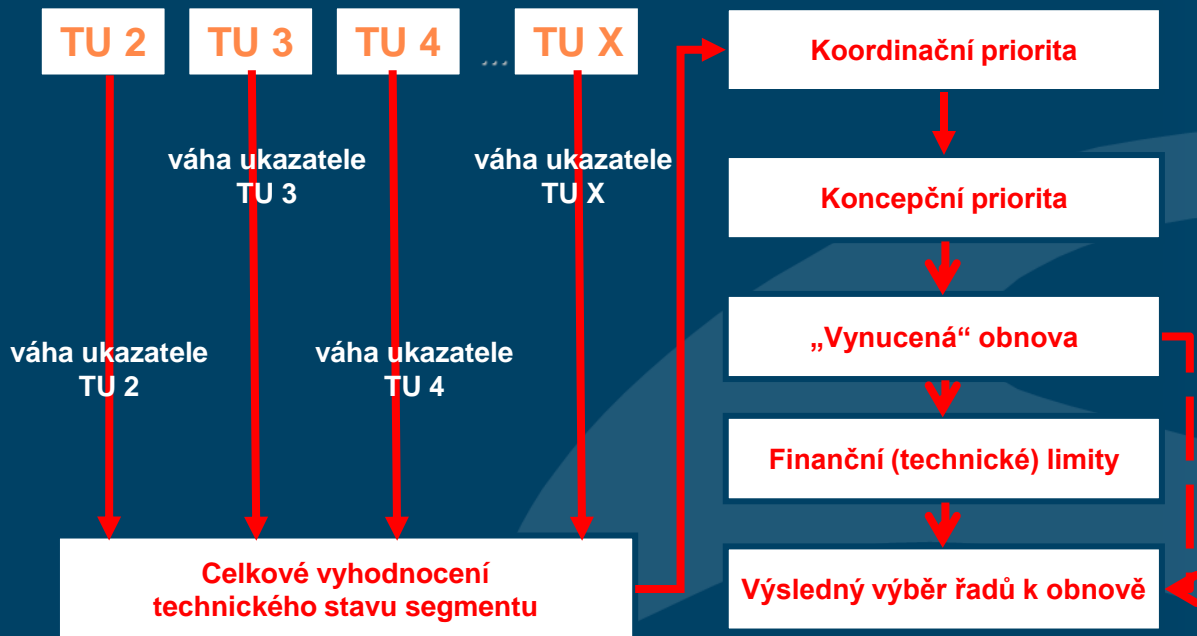 TU 2
TU 3
TU 4
...
TU X
váha ukazatele
TU 3
váha ukazatele
TU X
váha ukazatele
TU 2
váha ukazatele
TU 4
Celkové vyhodnocení
technického stavu segmentu
Koordinační priorita
Koncepční priorita
„Vynucená“ obnova
Finanční (technické) limity
Výsledný výběr řadů k obnově